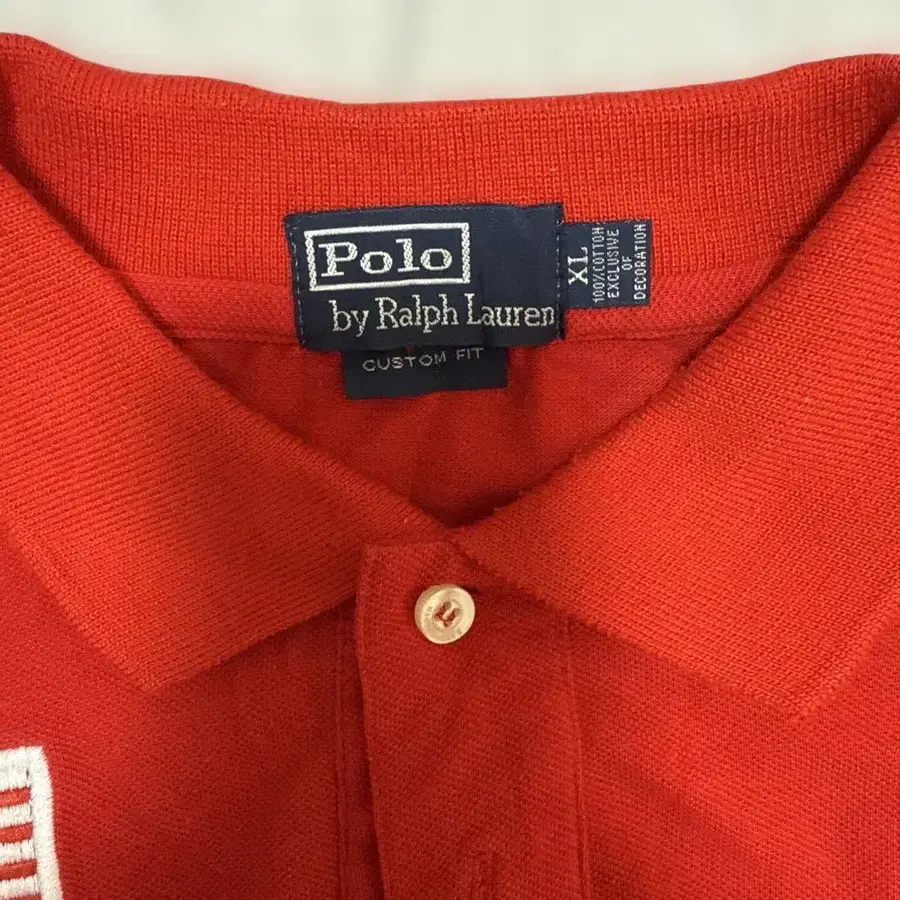 Polo
by Ralph Lauren
CUSTOM FIT
XL
100% COTTON
EXCLUSIVE
OF
DECORATION